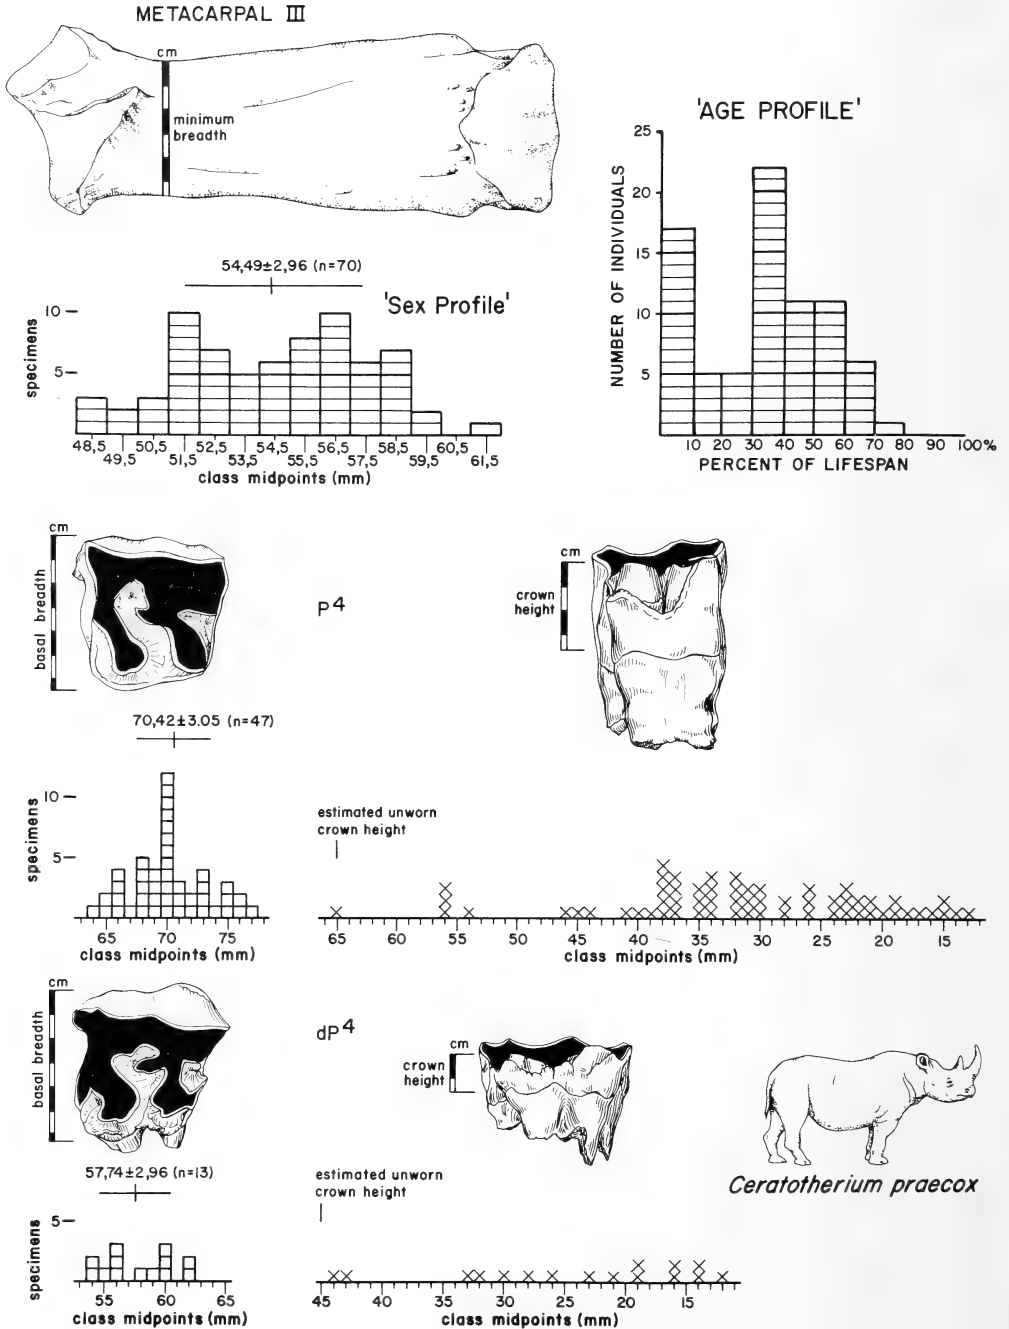 METACARPAL III
cm
minimum
breadth
54,49±2,96 (n=70)
'Sex Profile'
specimens
10
5
48,5 50,5 52,5 54,5 56,5 58,5 60,5
49,5 51,5 53,5 55,5 57,5 59,5 61,5
class midpoints (mm)
'AGE PROFILE'
NUMBER OF INDIVIDUALS
25
20
15
10
5
10 20 30 40 50 60 70 80 90 100%
PERCENT OF LIFESPAN
cm
basal breadth
P4
cm
crown
height
70,42±3.05 (n=47)
specimens
10
5
65 70 75
class midpoints (mm)
estimated unworn
crown height
65 60 55 50 45 40 35 30 25 20 15
class midpoints (mm)
cm
basal breadth
dP4
cm
crown
height
57,74±2,96 (n=13)
specimens
5
55 60 65
class midpoints (mm)
estimated unworn
crown height
45 40 35 30 25 20 15
class midpoints (mm)
Ceratotherium praecox